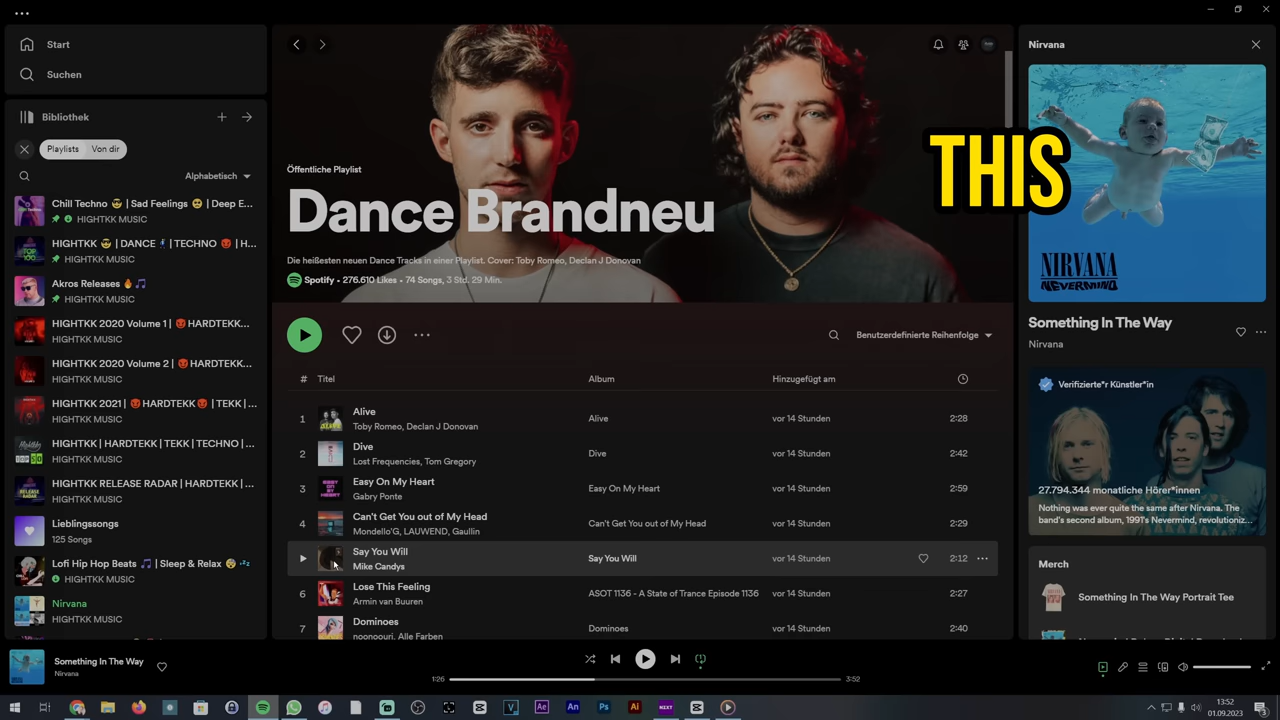 Start
Suchen
Bibliothek
Playlists
Von dir
Alphabetisch
Chill Techno | Sad Feelings | Deep E...
HIGHTKK MUSIC
HIGHTKK | DANCE | TECHNO | H...
HIGHTKK MUSIC
Akros Releases
HIGHTKK MUSIC
HIGHTKK 2020 Volume 1 | HARDTEKK...
HIGHTKK MUSIC
HIGHTKK 2020 Volume 2 | HARDTEKK...
HIGHTKK MUSIC
HIGHTKK 2021 | HARDTEKK | TEKK | ...
HIGHTKK MUSIC
HIGHTKK | HARDTEKK | TEKK | TECHNO | ...
HIGHTKK MUSIC
HIGHTKK RELEASE RADAR | HARDTEKK | ...
HIGHTKK MUSIC
Lieblingssongs
125 Songs
Lofi Hip Hop Beats | Sleep & Relax
HIGHTKK MUSIC
Nirvana
HIGHTKK MUSIC
Öffentliche Playlist
Dance Brandneu
Die heißesten neuen Dance Tracks in einer Playlist. Cover: Toby Romeo, Declan J Donovan
Spotify • 276.610 Likes • 74 Songs, 3 Std. 29 Min.
Benutzerdefinierte Reihenfolge
# Titel Album Hinzugefügt am
1 Alive Alive vor 14 Stunden 2:28
Toby Romeo, Declan J Donovan
2 Dive Dive vor 14 Stunden 2:42
Lost Frequencies, Tom Gregory
3 Easy On My Heart Easy On My Heart vor 14 Stunden 2:59
Gabry Ponte
4 Can't Get You out of My Head Can't Get You out of My Head vor 14 Stunden 2:29
Mondello'G, LAUWEND, Gaullin
Say You Will Say You Will vor 14 Stunden 2:12
Mike Candys
6 Lose This Feeling ASOT 1136 - A State of Trance Episode 1136 vor 14 Stunden 2:27
Armin van Buuren
7 Dominoes Dominoes vor 14 Stunden 2:40
noonoouri, Alle Farben
THIS
Nirvana
NIRVANA
NEVERMIND
Something In The Way
Nirvana
Verifizierte*r Künstler*in
27.794.344 monatliche Hörer*innen
Nothing was ever quite the same after Nirvana. The
band's second album, 1991's Nevermind, revolutioniz...
Merch
Something In The Way Portrait Tee
Something In The Way
Nirvana
1:26
3:52
13:52
01.09.2023